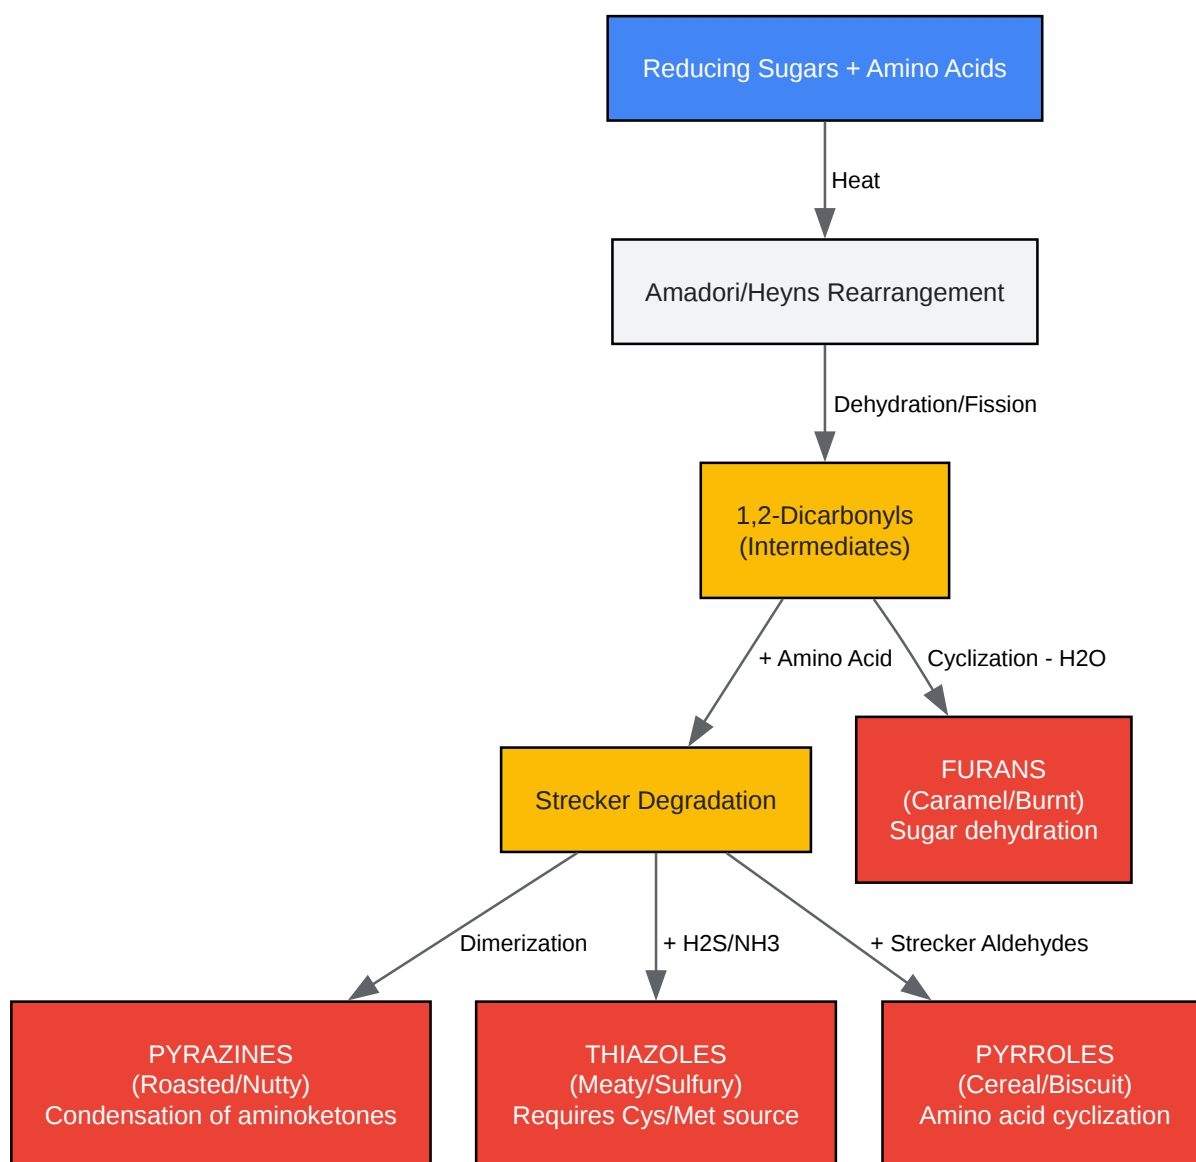 Reducing Sugars + Amino Acids
Heat
Amadori/Heyns Rearrangement
Dehydration/Fission
1,2-Dicarbonyls
(Intermediates)
+ Amino Acid
Cyclization - H2O
FURANS
(Caramel/Burnt)
Sugar dehydration
Strecker Degradation
Dimerization
+ H2S/NH3
+ Strecker Aldehydes
PYRAZINES
(Roasted/Nutty)
Condensation of aminoketones
THIAZOLES
(Meaty/Sulfury)
Requires Cys/Met source
PYRROLES
(Cereal/Biscuit)
Amino acid cyclization